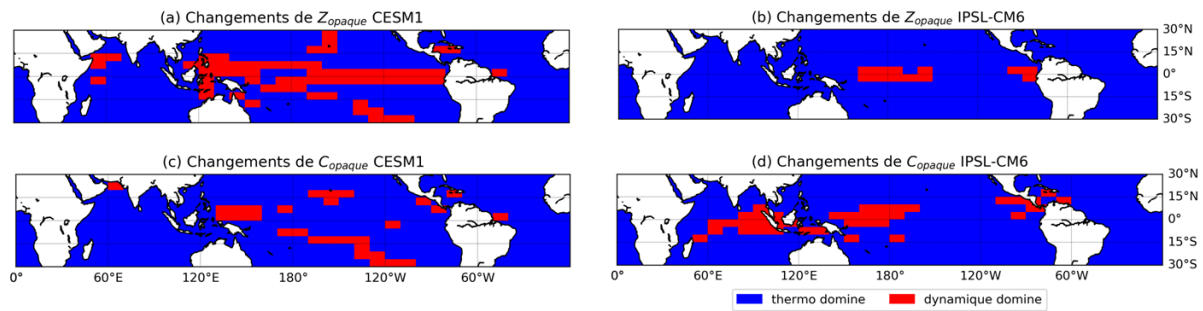 (a) Changements de Z_opaque CESM1
(b) Changements de Z_opaque IPSL-CM6
30°N
15°N
0°
15°S
30°S
(c) Changements de C_opaque CESM1
(d) Changements de C_opaque IPSL-CM6
30°N
15°N
0°
15°S
30°S
0° 60°E 120°E 180° 120°W 60°W
0° 60°E 120°E 180° 120°W 60°W
thermo domine dynamique domine